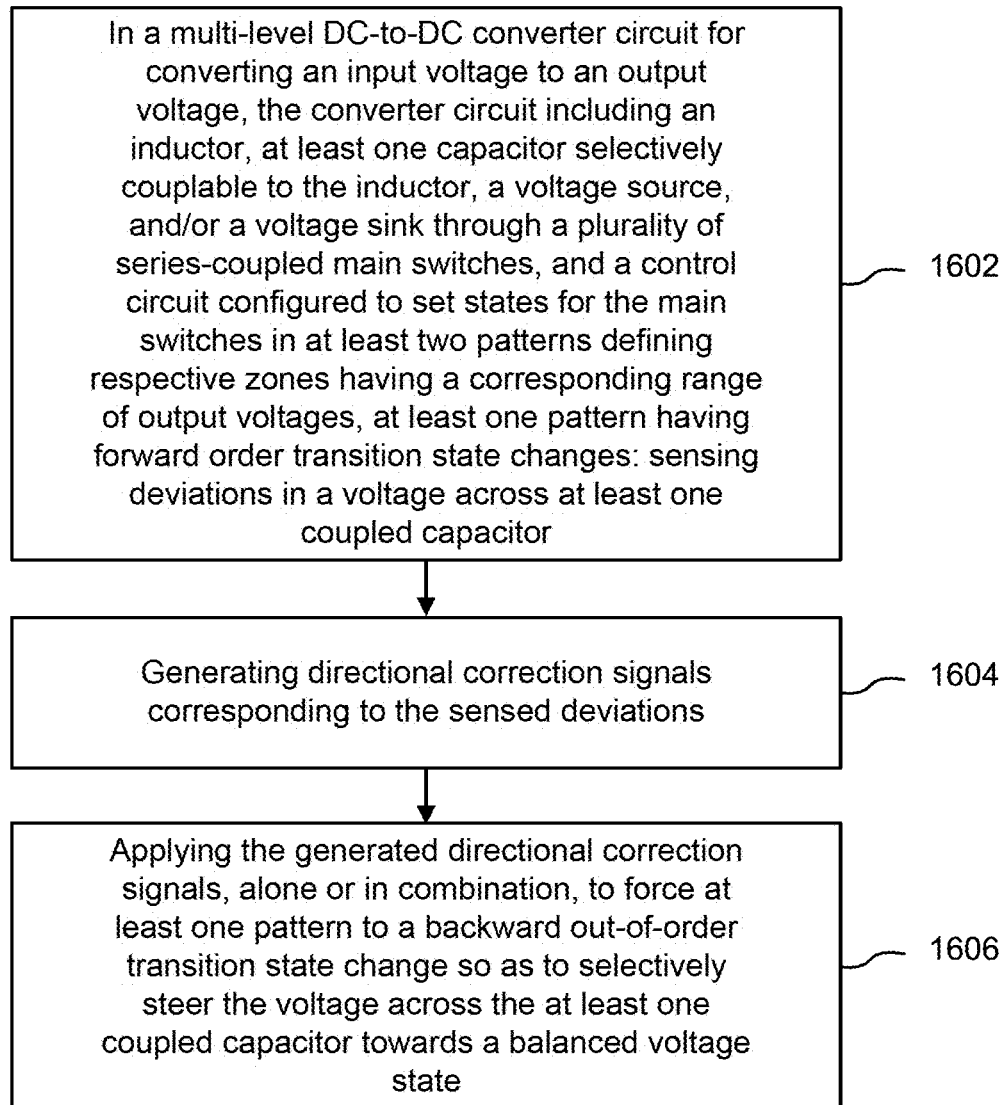 In a multi-level DC-to-DC converter circuit for
converting an input voltage to an output
voltage, the converter circuit including an
inductor, at least one capacitor selectively
couplable to the inductor, a voltage source,
and/or a voltage sink through a plurality of
series-coupled main switches, and a control
circuit configured to set states for the main
switches in at least two patterns defining
respective zones having a corresponding range
of output voltages, at least one pattern having
forward order transition state changes: sensing
deviations in a voltage across at least one
coupled capacitor
1602
Generating directional correction signals
corresponding to the sensed deviations
1604
Applying the generated directional correction
signals, alone or in combination, to force at
least one pattern to a backward out-of-order
transition state change so as to selectively
steer the voltage across the at least one
coupled capacitor towards a balanced voltage
state
1606